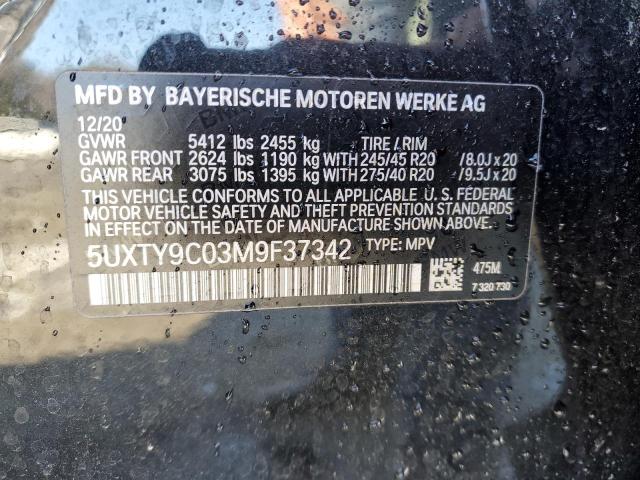 MFD BY BAYERISCHE MOTOREN WERKE AG
12/20
GVWR 5412 lbs 2455 kg TIRE / RIM
GAWR FRONT 2624 lbs 1190 kg WITH 245/45 R20 /8.0J x 20
GAWR REAR 3075 lbs 1395 kg WITH 275/40 R20 /9.5J x 20
THIS VEHICLE CONFORMS TO ALL APPLICABLE U.S. FEDERAL
MOTOR VEHICLE SAFETY AND THEFT PREVENTION STANDARDS
IN EFFECT ON THE DATE OF MANUFACTURE SHOWN ABOVE.
5UXTY9C03M9F37342 TYPE: MPV
475M
7 320 730